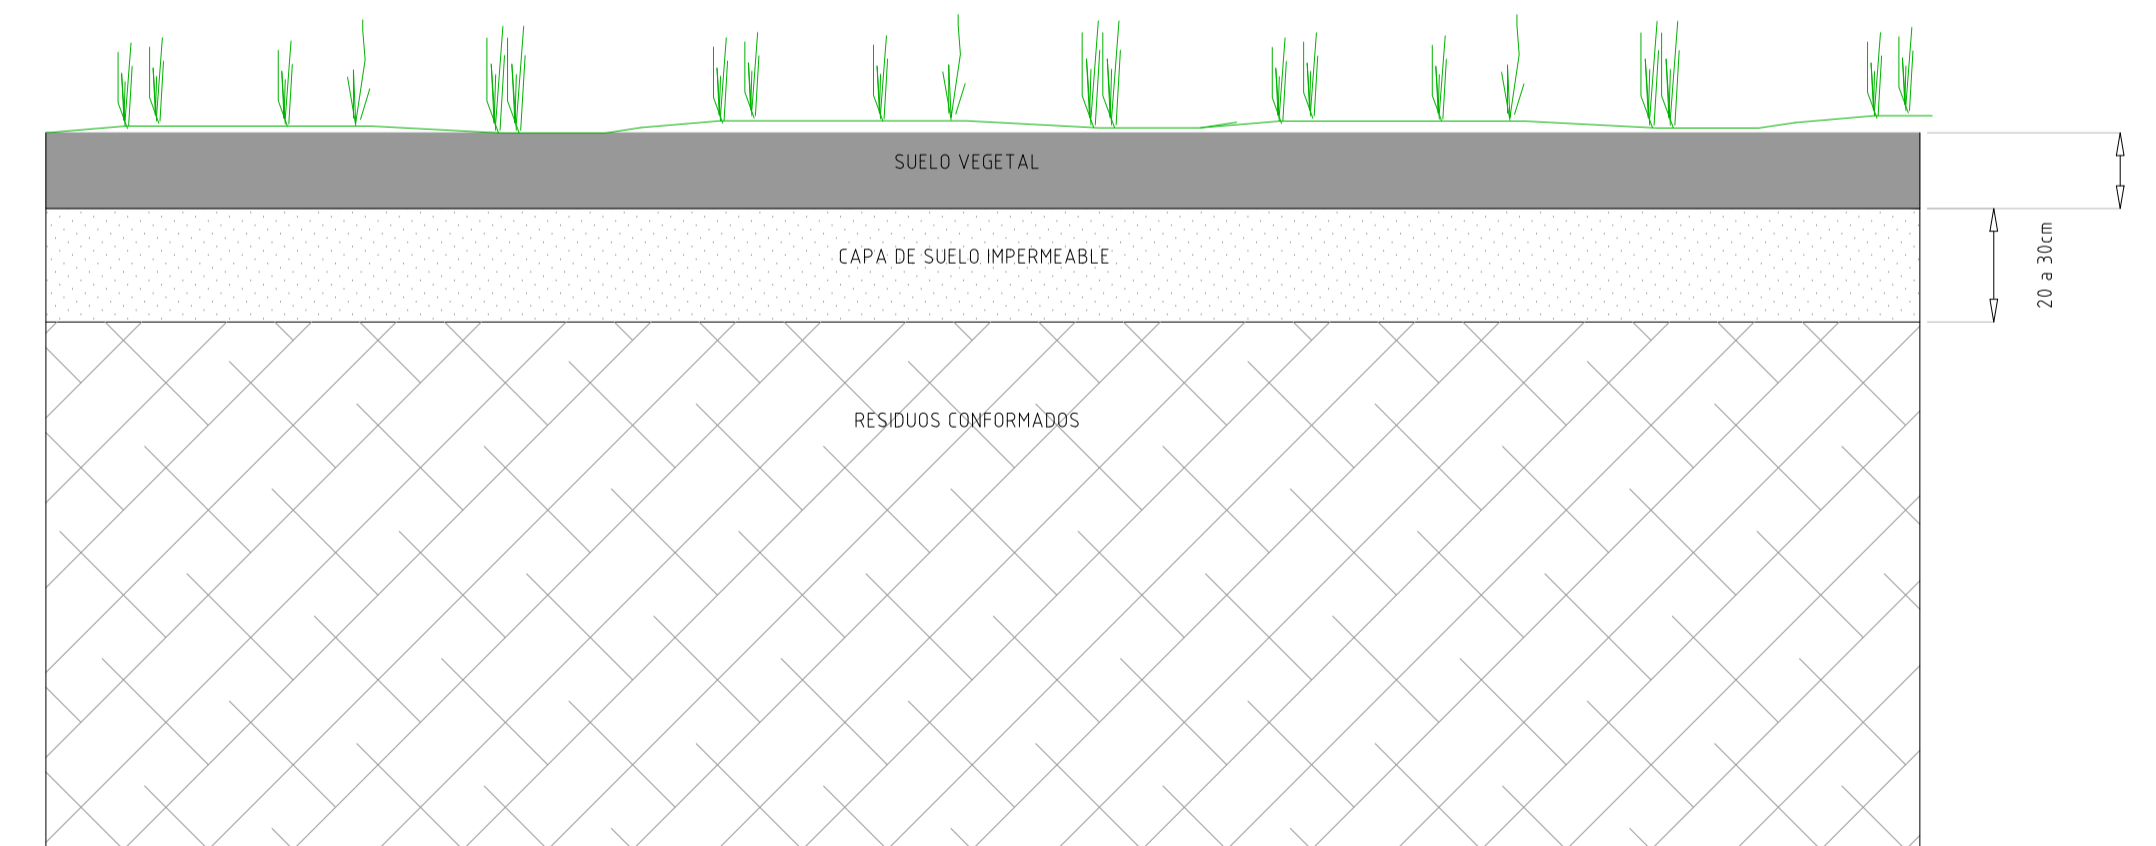 SUELO VEGETAL
CAPA DE SUELO IMPERMEABLE
20 a 30cm
RESIDUOS CONFORMADOS